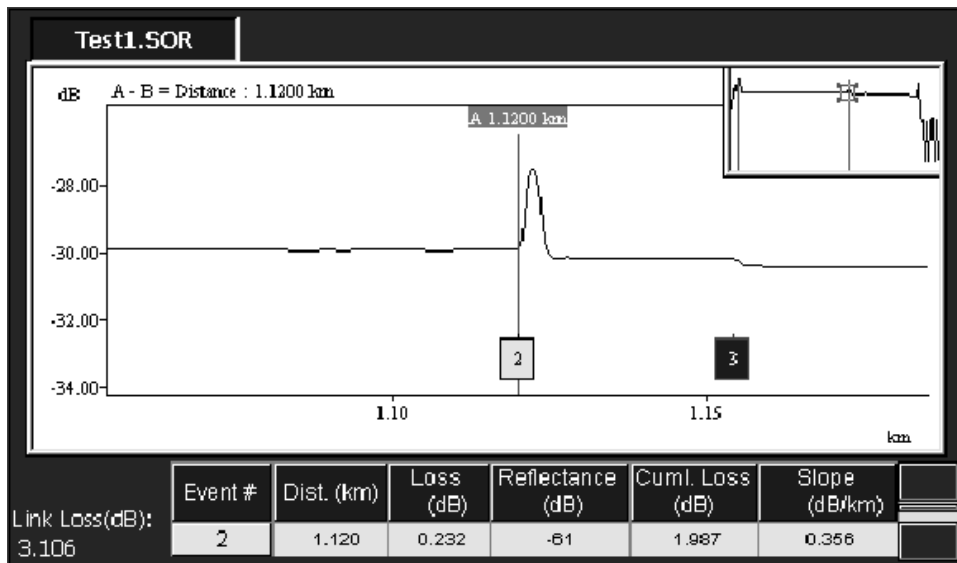 Test1.SOR
dB A - B = Distance : 1.1200 km
A 1.1200 km
-28.00
-30.00
-32.00
-34.00
2
3
1.10
1.15
km
Link Loss(dB):
3.106
Event # Dist. (km) Loss (dB) Reflectance (dB) Cuml. Loss (dB) Slope (dB/km)
2 1.120 0.232 -61 1.987 0.356